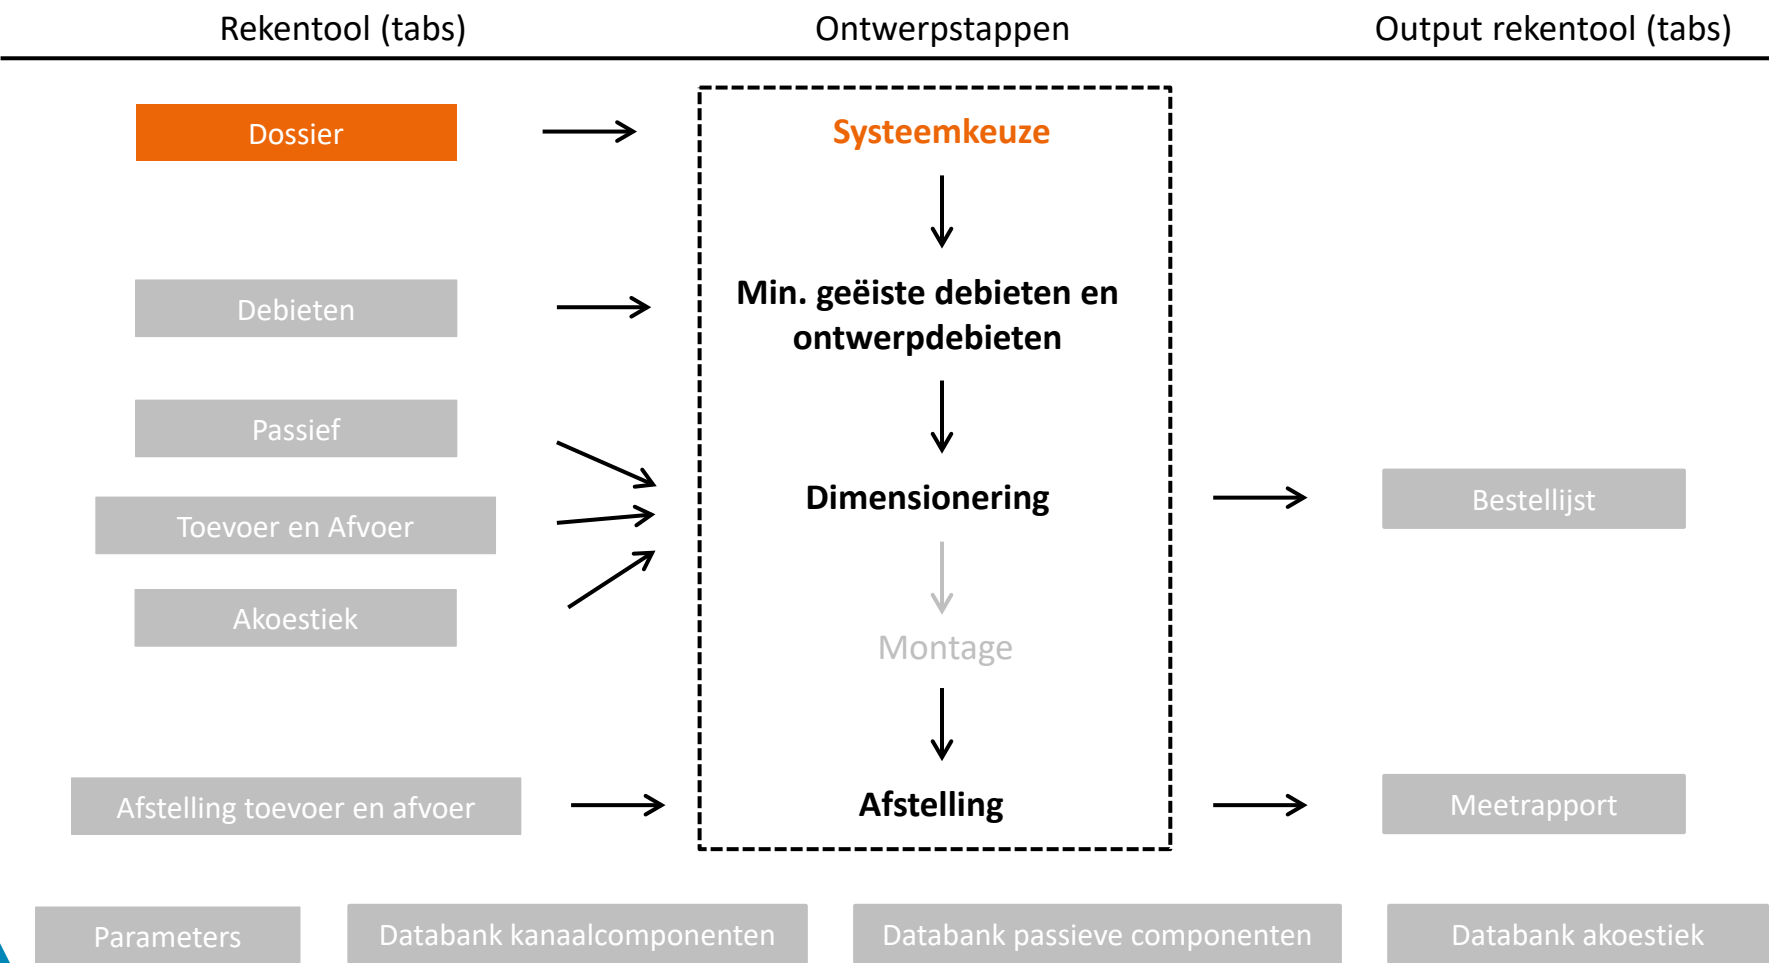 Rekentool (tabs)
Ontwerpstappen
Output rekentool (tabs)
Dossier
Systeemkeuze
Debieten
Min. geëiste debieten en
ontwerpdebieten
Passief
Toevoer en Afvoer
Akoestiek
Dimensionering
Bestellijst
Montage
Afstelling toevoer en afvoer
Afstelling
Meetrapport
Parameters
Databank kanaalcomponenten
Databank passieve componenten
Databank akoestiek